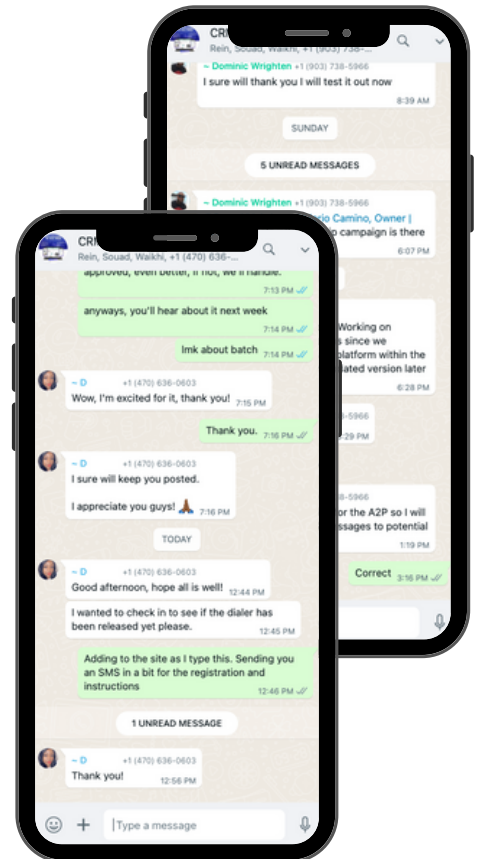 CRI
Rein, Souad, Waikhi, +1 (903) 738-...
~ Dominic Wrighten +1 (903) 738-5966
I sure will thank you I will test it out now
8:39 AM
SUNDAY
5 UNREAD MESSAGES
~ Dominic Wrighten +1 (903) 738-5966
rio Camino, Owner |
campaign is there
6:07 PM
Working on
s since we
platform within the
lated version later
6:28 PM
-5966
:29 PM
38-5966
or the A2P so I will
ssages to potential
1:19 PM
Correct 3:16 PM
CRI
Rein, Souad, Waikhi, +1 (470) 636-...
approved, even better, if not, we'll handle.
7:13 PM
anyways, you'll hear about it next week
7:14 PM
lmk about batch 7:14 PM
~ D +1 (470) 636-0603
Wow, I'm excited for it, thank you! 7:15 PM
Thank you. 7:16 PM
~ D +1 (470) 636-0603
I sure will keep you posted.
I appreciate you guys! 🙏🏾 7:16 PM
TODAY
~ D +1 (470) 636-0603
Good afternoon, hope all is well! 12:44 PM
I wanted to check in to see if the dialer has
been released yet please. 12:45 PM
Adding to the site as I type this. Sending you
an SMS in a bit for the registration and
instructions 12:46 PM
1 UNREAD MESSAGE
~ D +1 (470) 636-0603
Thank you! 12:56 PM
Type a message